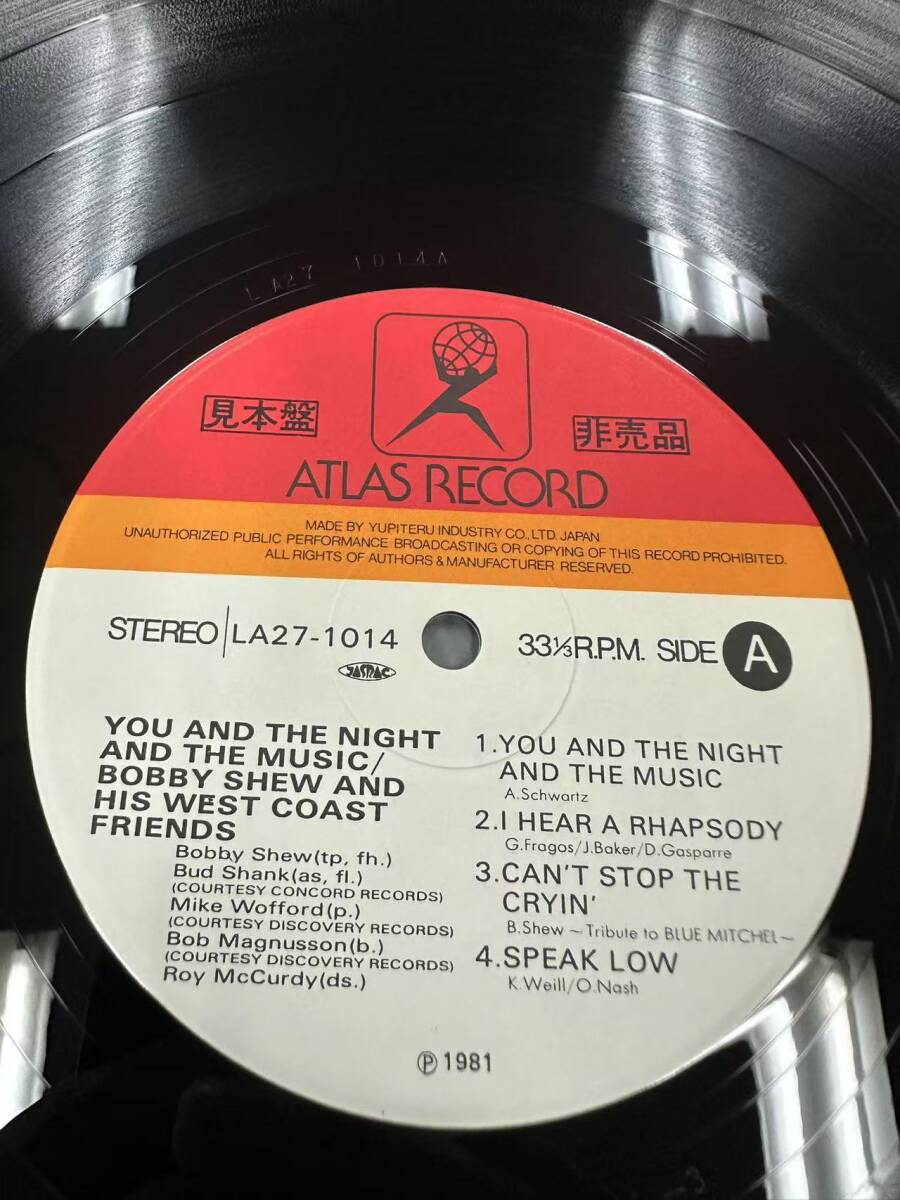 LA27 1014A
見本盤
非売品
ATLAS RECORD
MADE BY YUPITERU INDUSTRY CO., LTD. JAPAN
UNAUTHORIZED PUBLIC PERFORMANCE BROADCASTING OR COPYING OF THIS RECORD PROHIBITED.
ALL RIGHTS OF AUTHORS & MANUFACTURER RESERVED.
STEREO LA27-1014
JASRAC
33 1/3 R.P.M. SIDE A
YOU AND THE NIGHT
AND THE MUSIC/
BOBBY SHEW AND
HIS WEST COAST
FRIENDS
Bobby Shew(tp, fh.)
Bud Shank(as, fl.)
(COURTESY CONCORD RECORDS)
Mike Wofford(p.)
(COURTESY DISCOVERY RECORDS)
Bob Magnusson(b.)
(COURTESY DISCOVERY RECORDS)
Roy McCurdy(ds.)
1.YOU AND THE NIGHT
AND THE MUSIC
A.Schwartz
2.I HEAR A RHAPSODY
G.Fragos/J.Baker/D.Gasparre
3.CAN'T STOP THE
CRYIN'
B.Shew ~Tribute to BLUE MITCHEL~
4.SPEAK LOW
K.Weill/O.Nash
Ⓟ 1981